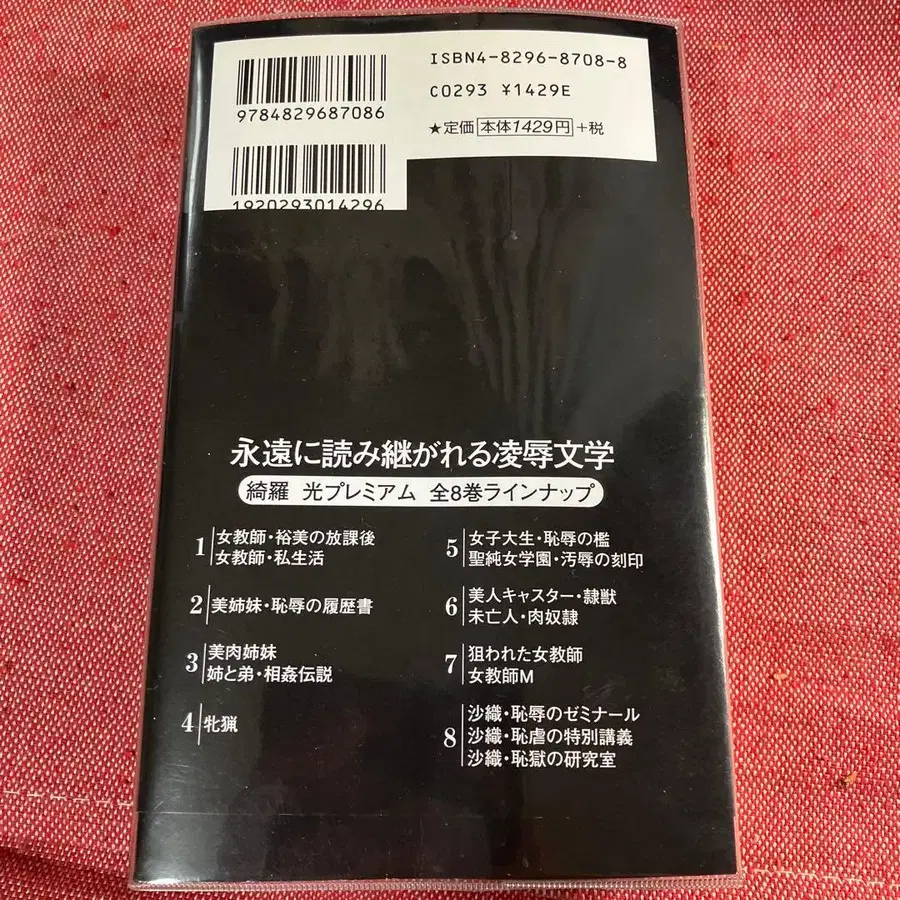 ISBN4-8296-8708-8
9784829687086
C0293 ¥1429E
★定価 本体1429円 +税
1920293014296
永遠に読み継がれる凌辱文学
綺羅 光プレミアム 全8巻ラインナップ
1 女教師・裕美の放課後
女教師・私生活
2 美姉妹・恥辱の履歴書
3 美肉姉妹
姉と弟・相姦伝説
4 牝猟
5 女子大生・恥辱の檻
聖純女学園・汚辱の刻印
6 美人キャスター・隷獣
未亡人・肉奴隷
7 狙われた女教師
女教師M
8 沙織・恥辱のゼミナール
沙織・恥虐の特別講義
沙織・恥獄の研究室